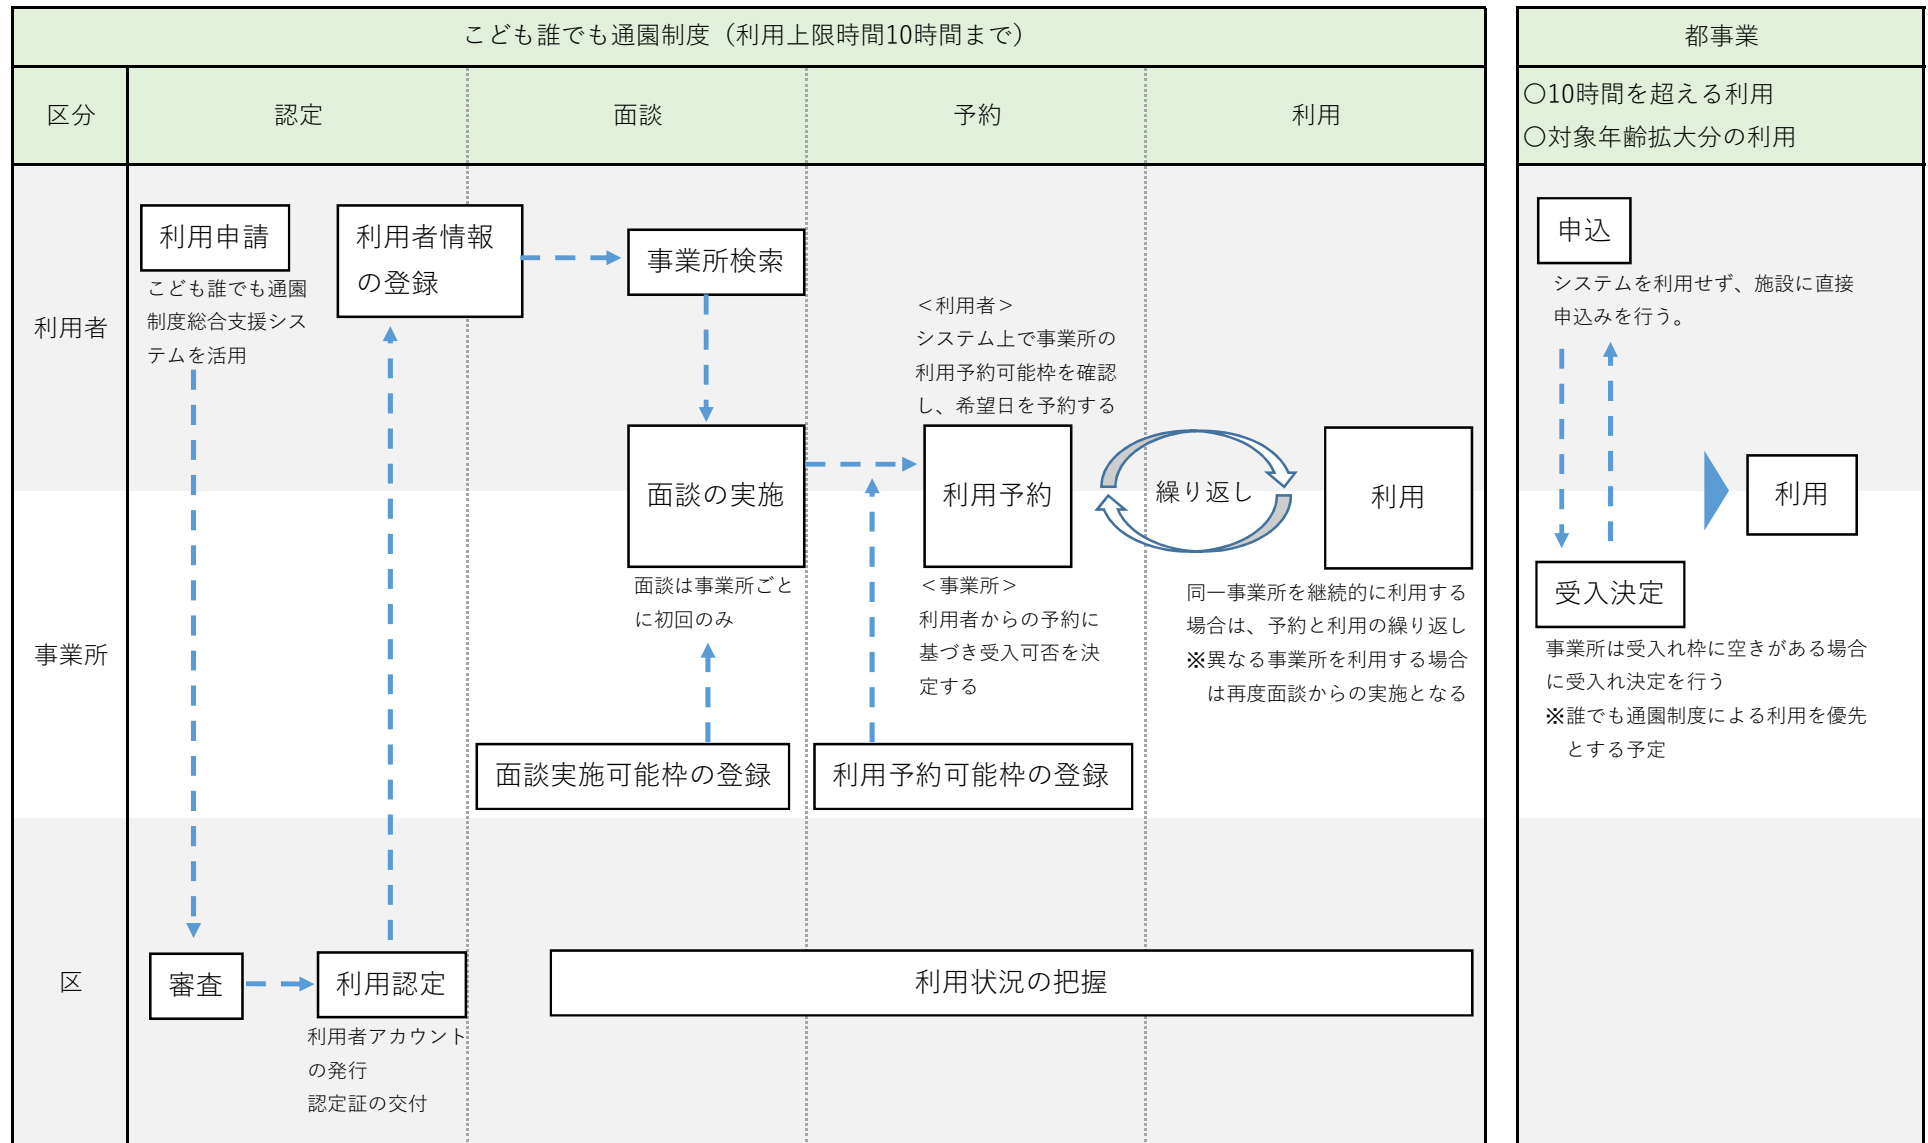 こども誰でも通園制度（利用上限時間10時間まで）
区分
認定
面談
予約
利用
利用者
利用申請
こども誰でも通園
制度総合支援シス
テムを活用
利用者情報
の登録
事業所検索
＜利用者＞
システム上で事業所の
利用予約可能枠を確認
し、希望日を予約する
面談の実施
面談は事業所ごと
に初回のみ
利用予約
＜事業所＞
利用者からの予約に
基づき受入可否を決
定する
繰り返し
利用
同一事業所を継続的に利用する
場合は、予約と利用の繰り返し
※異なる事業所を利用する場合
は再度面談からの実施となる
事業所
面談実施可能枠の登録
利用予約可能枠の登録
区
審査
利用認定
利用者アカウント
の発行
認定証の交付
利用状況の把握
都事業
〇10時間を超える利用
〇対象年齢拡大分の利用
申込
システムを利用せず、施設に直接
申込みを行う。
利用
受入決定
事業所は受入れ枠に空きがある場合
に受入れ決定を行う
※誰でも通園制度による利用を優先
とする予定